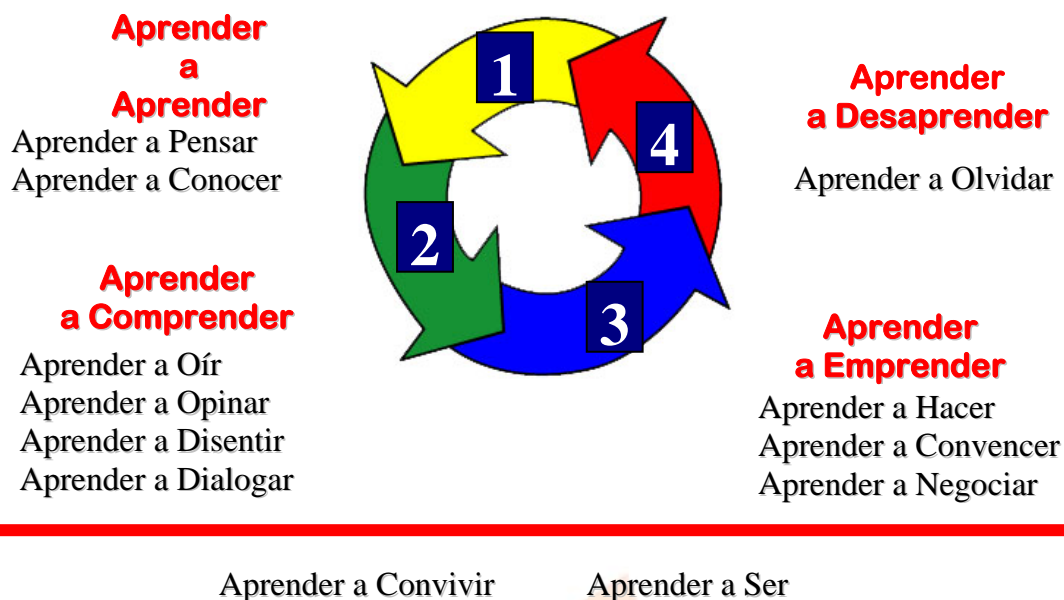 Aprender
a
Aprender
Aprender a Pensar
Aprender a Conocer
Aprender
a Comprender
Aprender a Oír
Aprender a Opinar
Aprender a Disentir
Aprender a Dialogar
1
2
3
4
Aprender
a Desaprender
Aprender a Olvidar
Aprender
a Emprender
Aprender a Hacer
Aprender a Convencer
Aprender a Negociar
Aprender a Convivir
Aprender a Ser